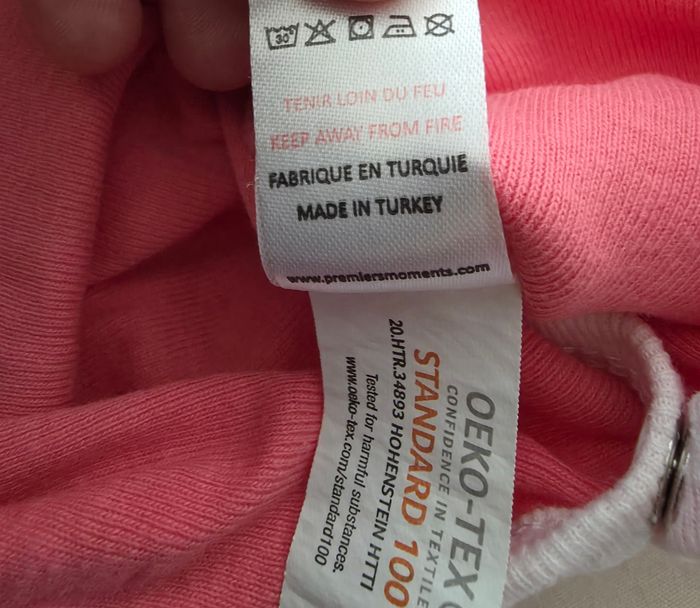 30°
TENIR LOIN DU FEU
KEEP AWAY FROM FIRE
FABRIQUE EN TURQUIE
MADE IN TURKEY
www.premiersmoments.com
OEKO-TEX
CONFIDENCE IN TEXTILE
STANDARD 100
20.HTR.34893 HOHENSTEIN HTTI
Tested for harmful substances.
www.oeko-tex.com/standard100